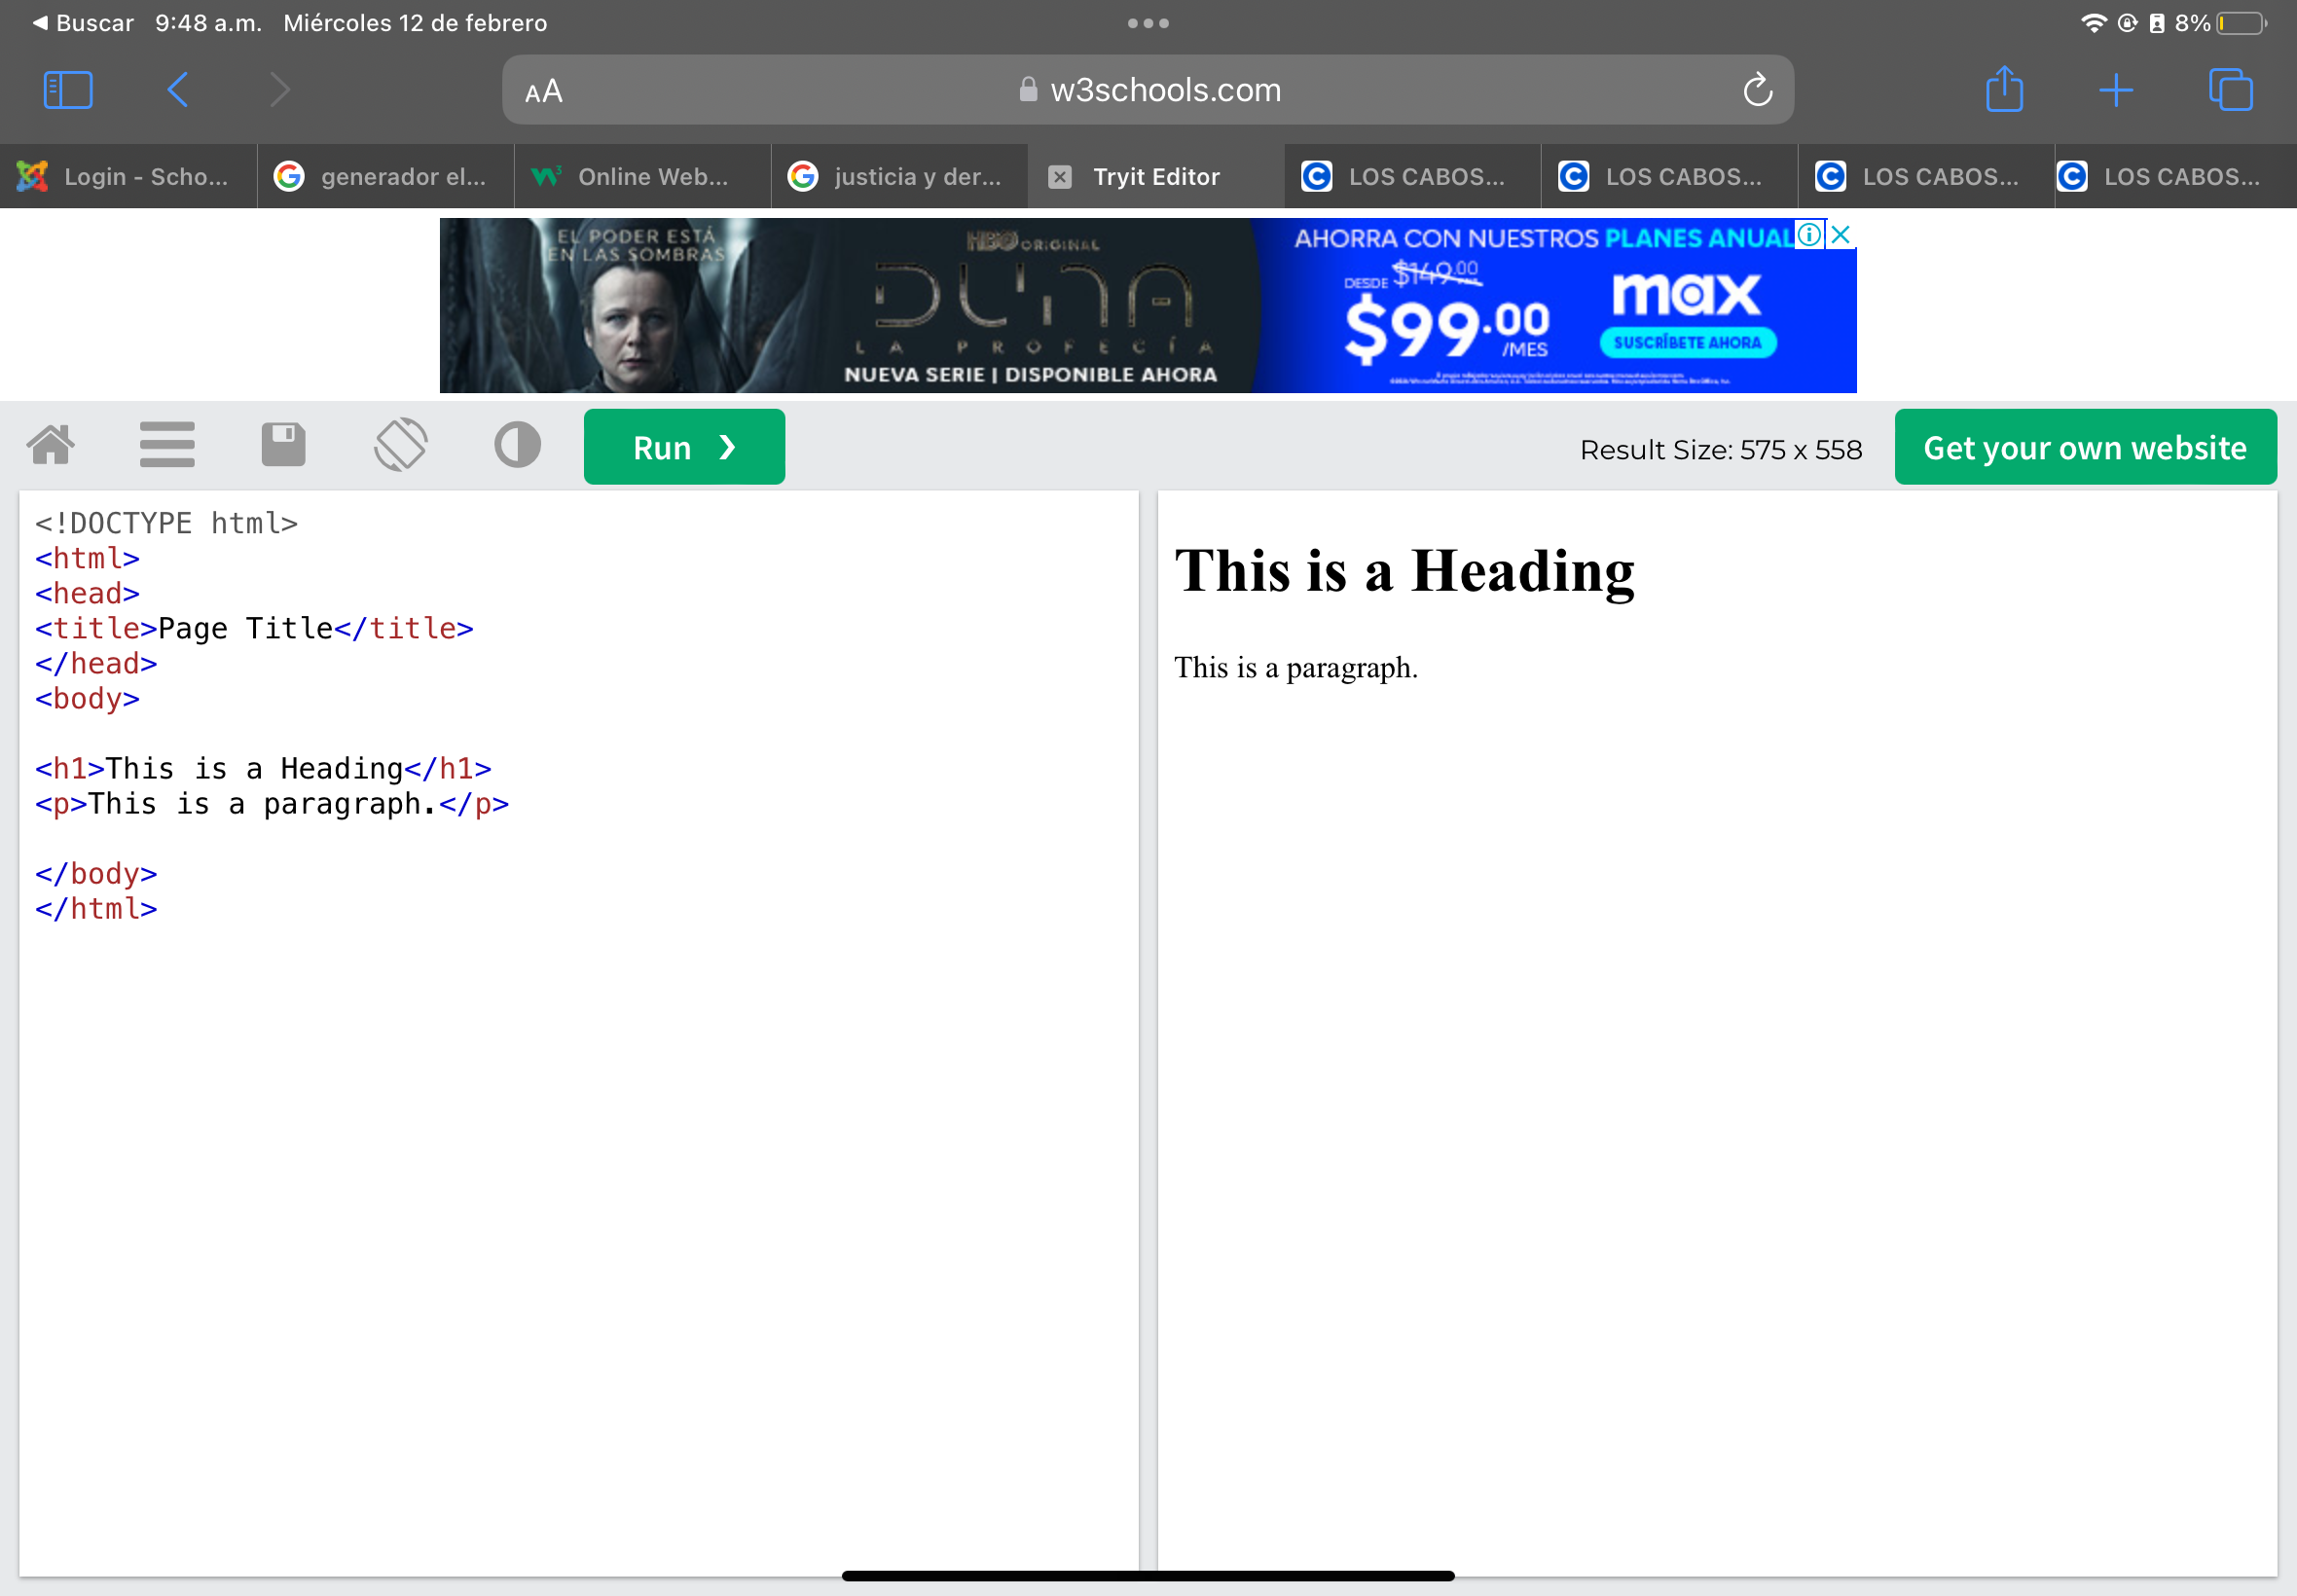 Buscar 9:48 a.m. Miércoles 12 de febrero 8%
AA w3schools.com
Login - Scho... generador el... Online Web... justicia y der... Tryit Editor LOS CABOS... LOS CABOS... LOS CABOS... LOS CABOS...
EL PODER ESTÁ
EN LAS SOMBRAS
HBO ORIGINAL
DUNA
LA PROFECÍA
NUEVA SERIE | DISPONIBLE AHORA
AHORRA CON NUESTROS PLANES ANUAL
DESDE $149.00
$99.00
/MES
max
SUSCRÍBETE AHORA
Run ❯ Result Size: 575 x 558 Get your own website
<!DOCTYPE html>
<html>
<head>
<title>Page Title</title>
</head>
<body>
<h1>This is a Heading</h1>
<p>This is a paragraph.</p>
</body>
</html>
This is a Heading
This is a paragraph.